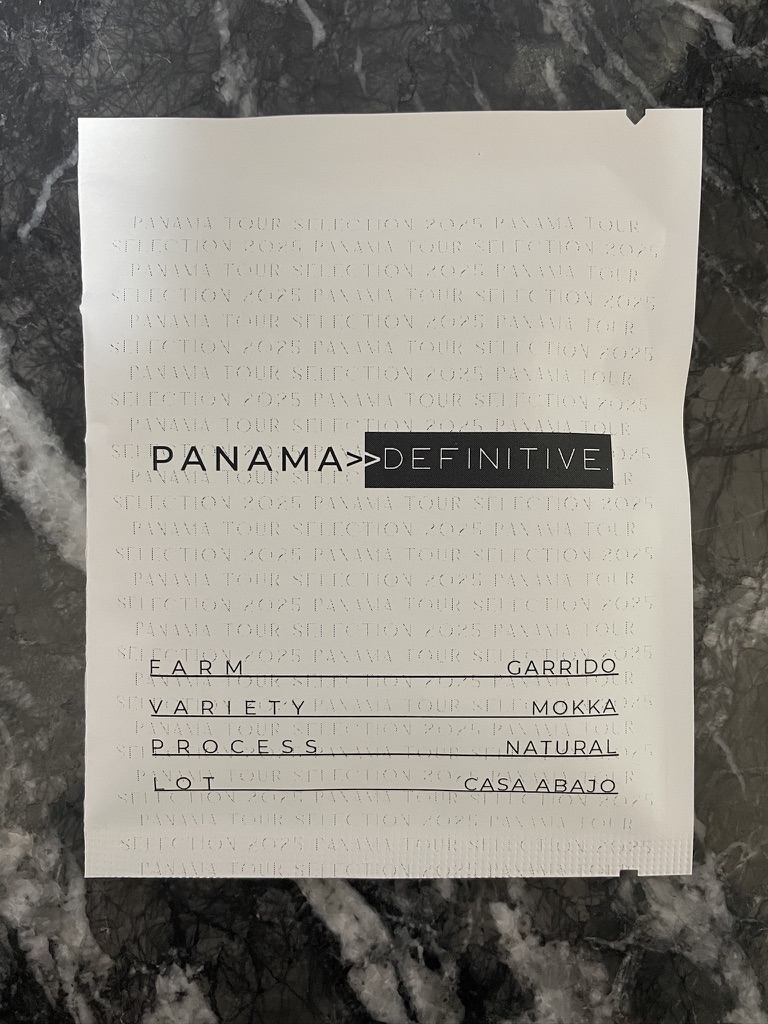 PANAMA TOUR SELECTION 2025 PANAMA TOUR
SELECTION 2025 PANAMA TOUR SELECTION 2025
PANAMA TOUR SELECTION 2025 PANAMA TOUR
SELECTION 2025 PANAMA TOUR SELECTION 2025
PANAMA TOUR SELECTION 2025 PANAMA TOUR
SELECTION 2025 PANAMA TOUR SELECTION 2025
PANAMA TOUR SELECTION 2025 PANAMA TOUR
SELECTION 2025 PANAMA TOUR SELECTION 2025
PANAMA TOUR SELECTION 2025 PANAMA TOUR
PANAMA>>DEFINITIVE
SELECTION 2025 PANAMA TOUR SELECTION 2025
PANAMA TOUR SELECTION 2025 PANAMA TOUR
SELECTION 2025 PANAMA TOUR SELECTION 2025
PANAMA TOUR SELECTION 2025 PANAMA TOUR
SELECTION 2025 PANAMA TOUR SELECTION 2025
PANAMA TOUR SELECTION 2025 PANAMA TOUR
FARM GARRIDO
VARIETY MOKKA
PROCESS NATURAL
LOT CASA ABAJO
PANAMA TOUR SELECTION 2025 PANAMA TOUR
SELECTION 2025 PANAMA TOUR SELECTION 2025
PANAMA TOUR SELECTION 2025 PANAMA TOUR